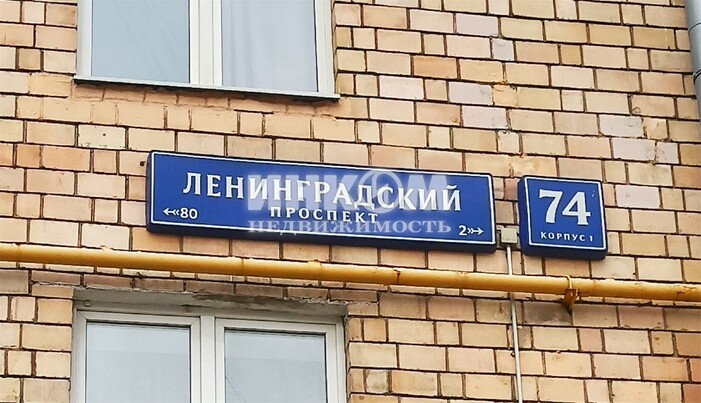 ЛЕНИНГРАДСКИЙ
ПРОСПЕКТ
80
2
74
КОРПУС 1
ИНКОМ
НЕДВИЖИМОСТЬ